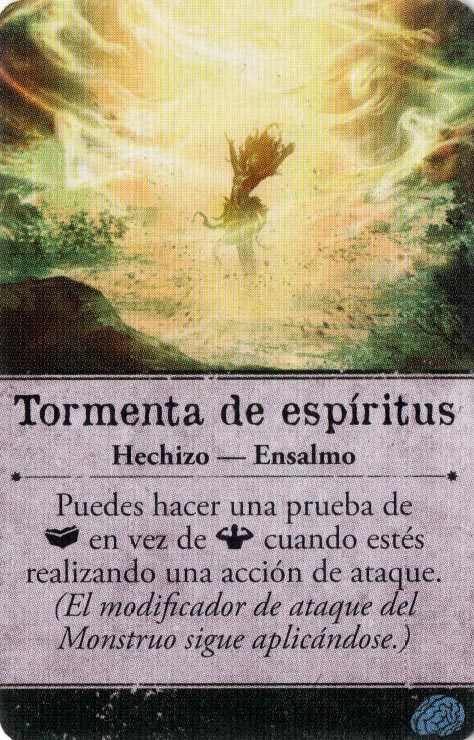 Tormenta de espíritus
Hechizo — Ensalmo
Puedes hacer una prueba de
en vez de cuando estés
realizando una acción de ataque.
(El modificador de ataque del
Monstruo sigue aplicándose.)